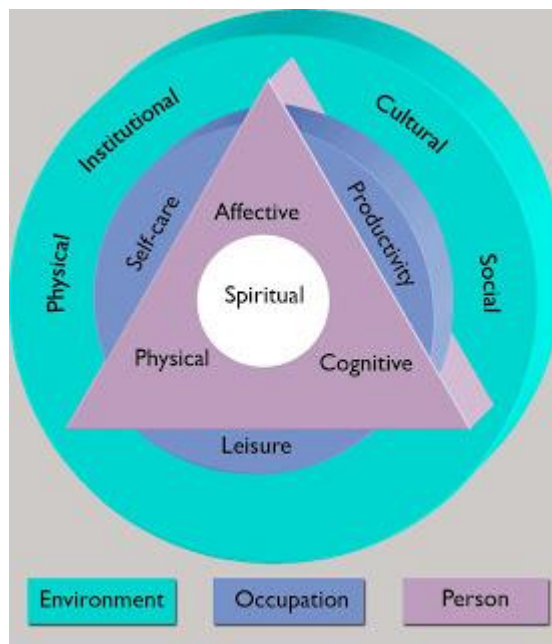 Institutional
Cultural
Physical
Self-care
Productivity
Social
Affective
Spiritual
Physical
Cognitive
Leisure
Environment
Occupation
Person